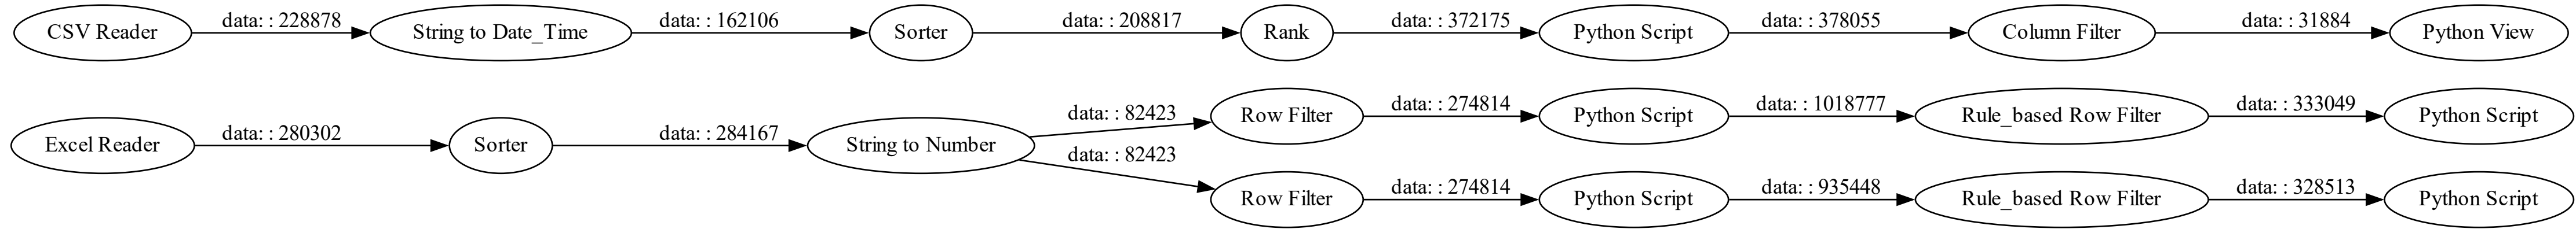 CSV Reader
data: : 228878
String to Date_Time
data: : 162106
Sorter
data: : 208817
Rank
data: : 372175
Python Script
data: : 378055
Column Filter
data: : 31884
Python View
Excel Reader
data: : 280302
Sorter
data: : 284167
String to Number
data: : 82423
Row Filter
data: : 274814
Python Script
data: : 1018777
Rule_based Row Filter
data: : 333049
Python Script
data: : 82423
Row Filter
data: : 274814
Python Script
data: : 935448
Rule_based Row Filter
data: : 328513
Python Script